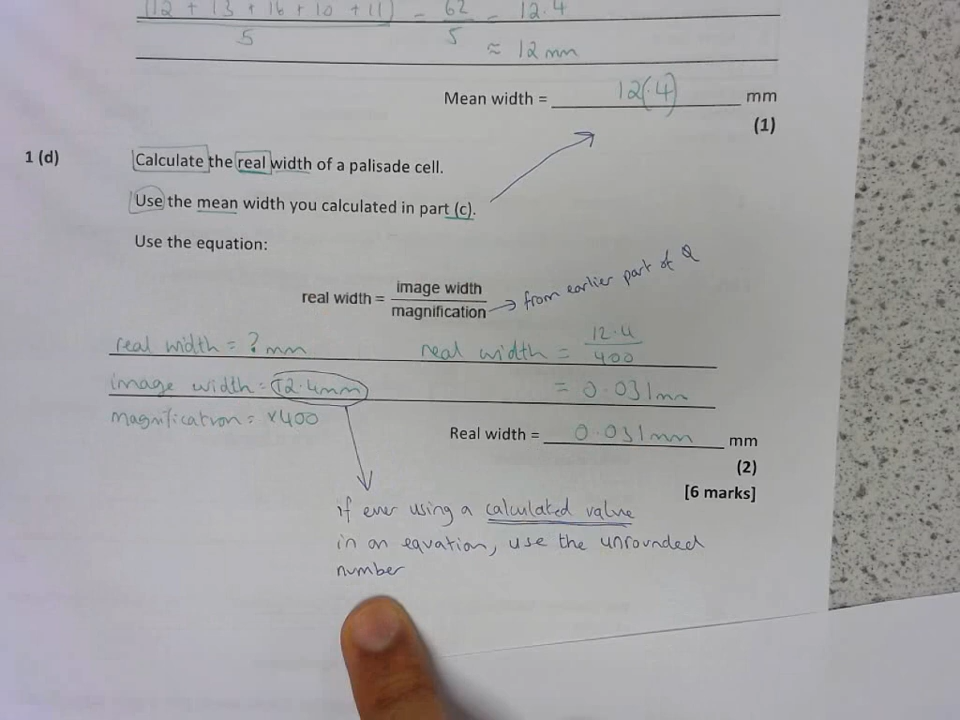 (12 + 13 + 16 + 10 + 11) = 62 = 12.4
5 5 ≈ 12 mm
Mean width = 12(.4) mm
(1)
1 (d) Calculate the real width of a palisade cell.
Use the mean width you calculated in part (c).
Use the equation:
real width = image width / magnification → from earlier part of Q
real width = ? mm real width = 12.4 / 400
image width = 12.4mm = 0.031mm
magnification = ×400
Real width = 0.031mm mm
(2)
[6 marks]
if ever using a calculated value
in an equation, use the unrounded
number